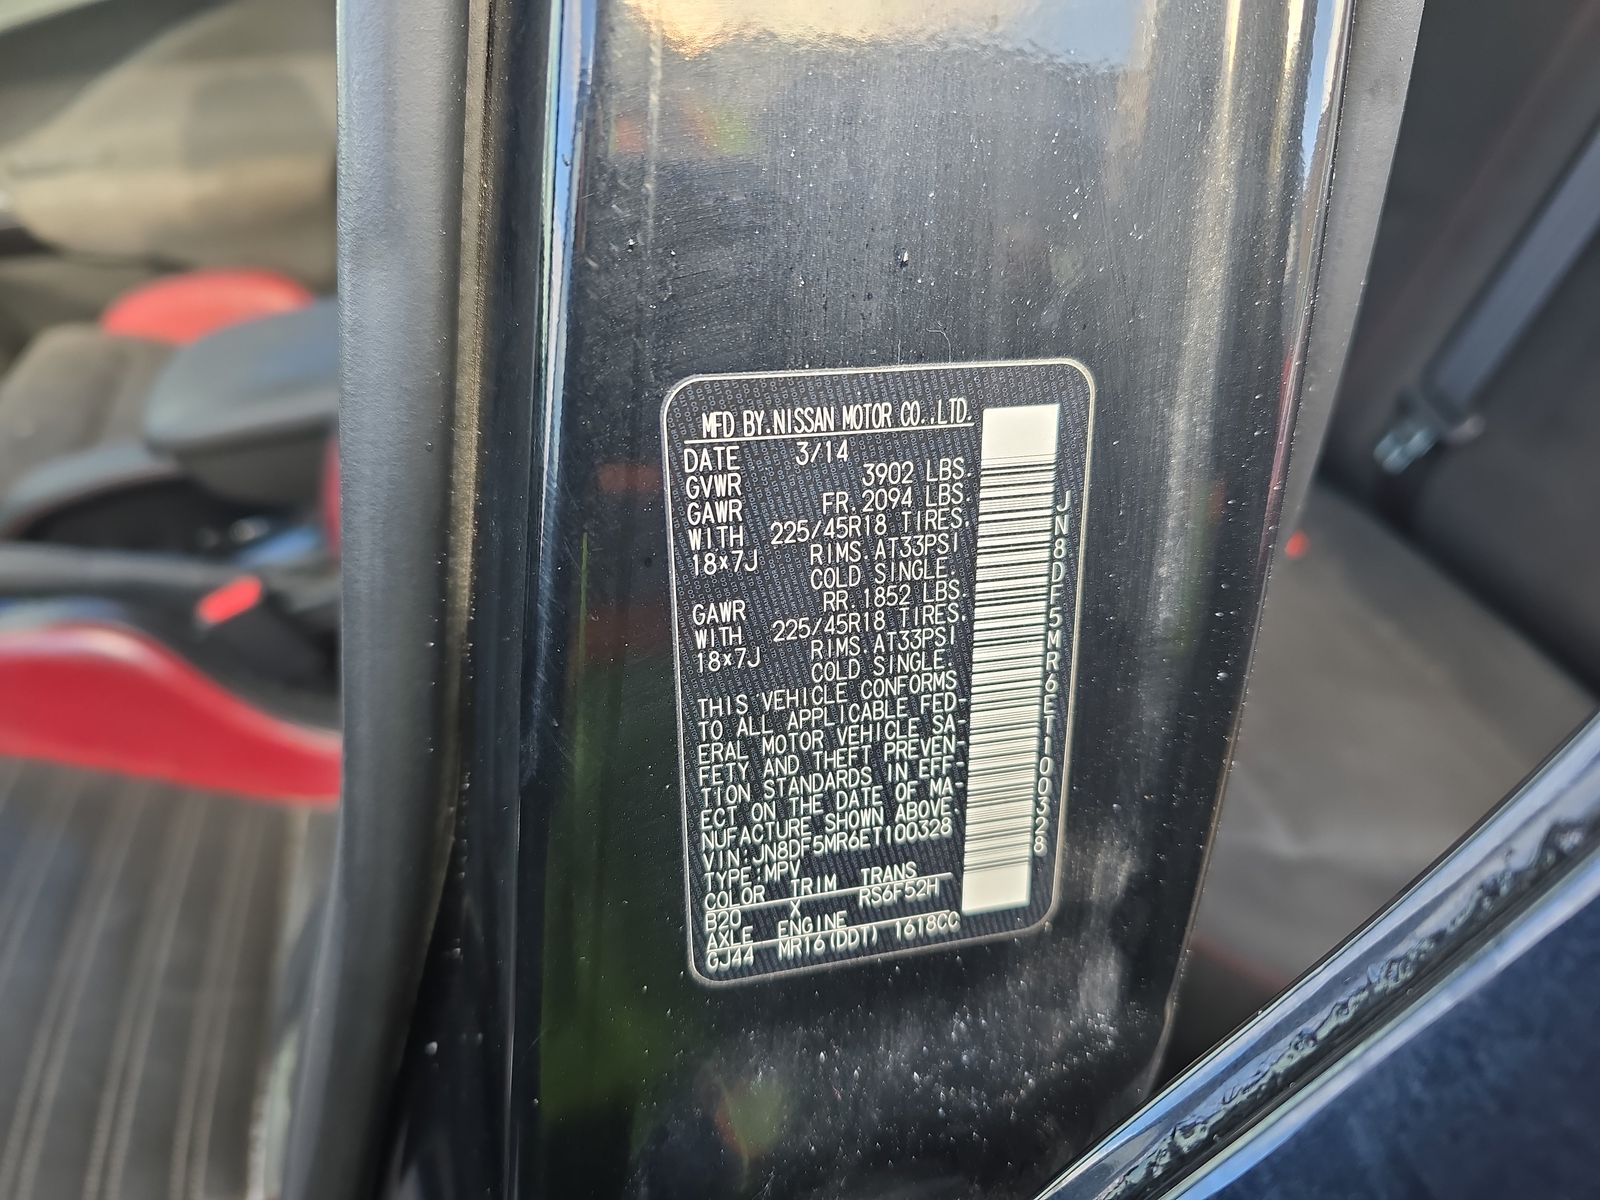 MFD BY.NISSAN MOTOR CO.,LTD.
DATE 3/14
GVWR 3902 LBS.
GAWR FR. 2094 LBS.
WITH 225/45R18 TIRES.
18x7J RIMS. AT33PSI
COLD SINGLE.
GAWR RR. 1852 LBS.
WITH 225/45R18 TIRES.
18x7J RIMS. AT33PSI
COLD SINGLE.
THIS VEHICLE CONFORMS
TO ALL APPLICABLE FED-
ERAL MOTOR VEHICLE SA-
FETY AND THEFT PREVEN-
TION STANDARDS IN EFF-
ECT ON THE DATE OF MA-
NUFACTURE SHOWN ABOVE.
VIN:JN8DF5MR6ET100328
TYPE:MPV
COLOR TRIM TRANS
B20 X RS6F52H
AXLE ENGINE
GJ44 MR16(DDT) 1618CC
JN8DF5MR6ET100328